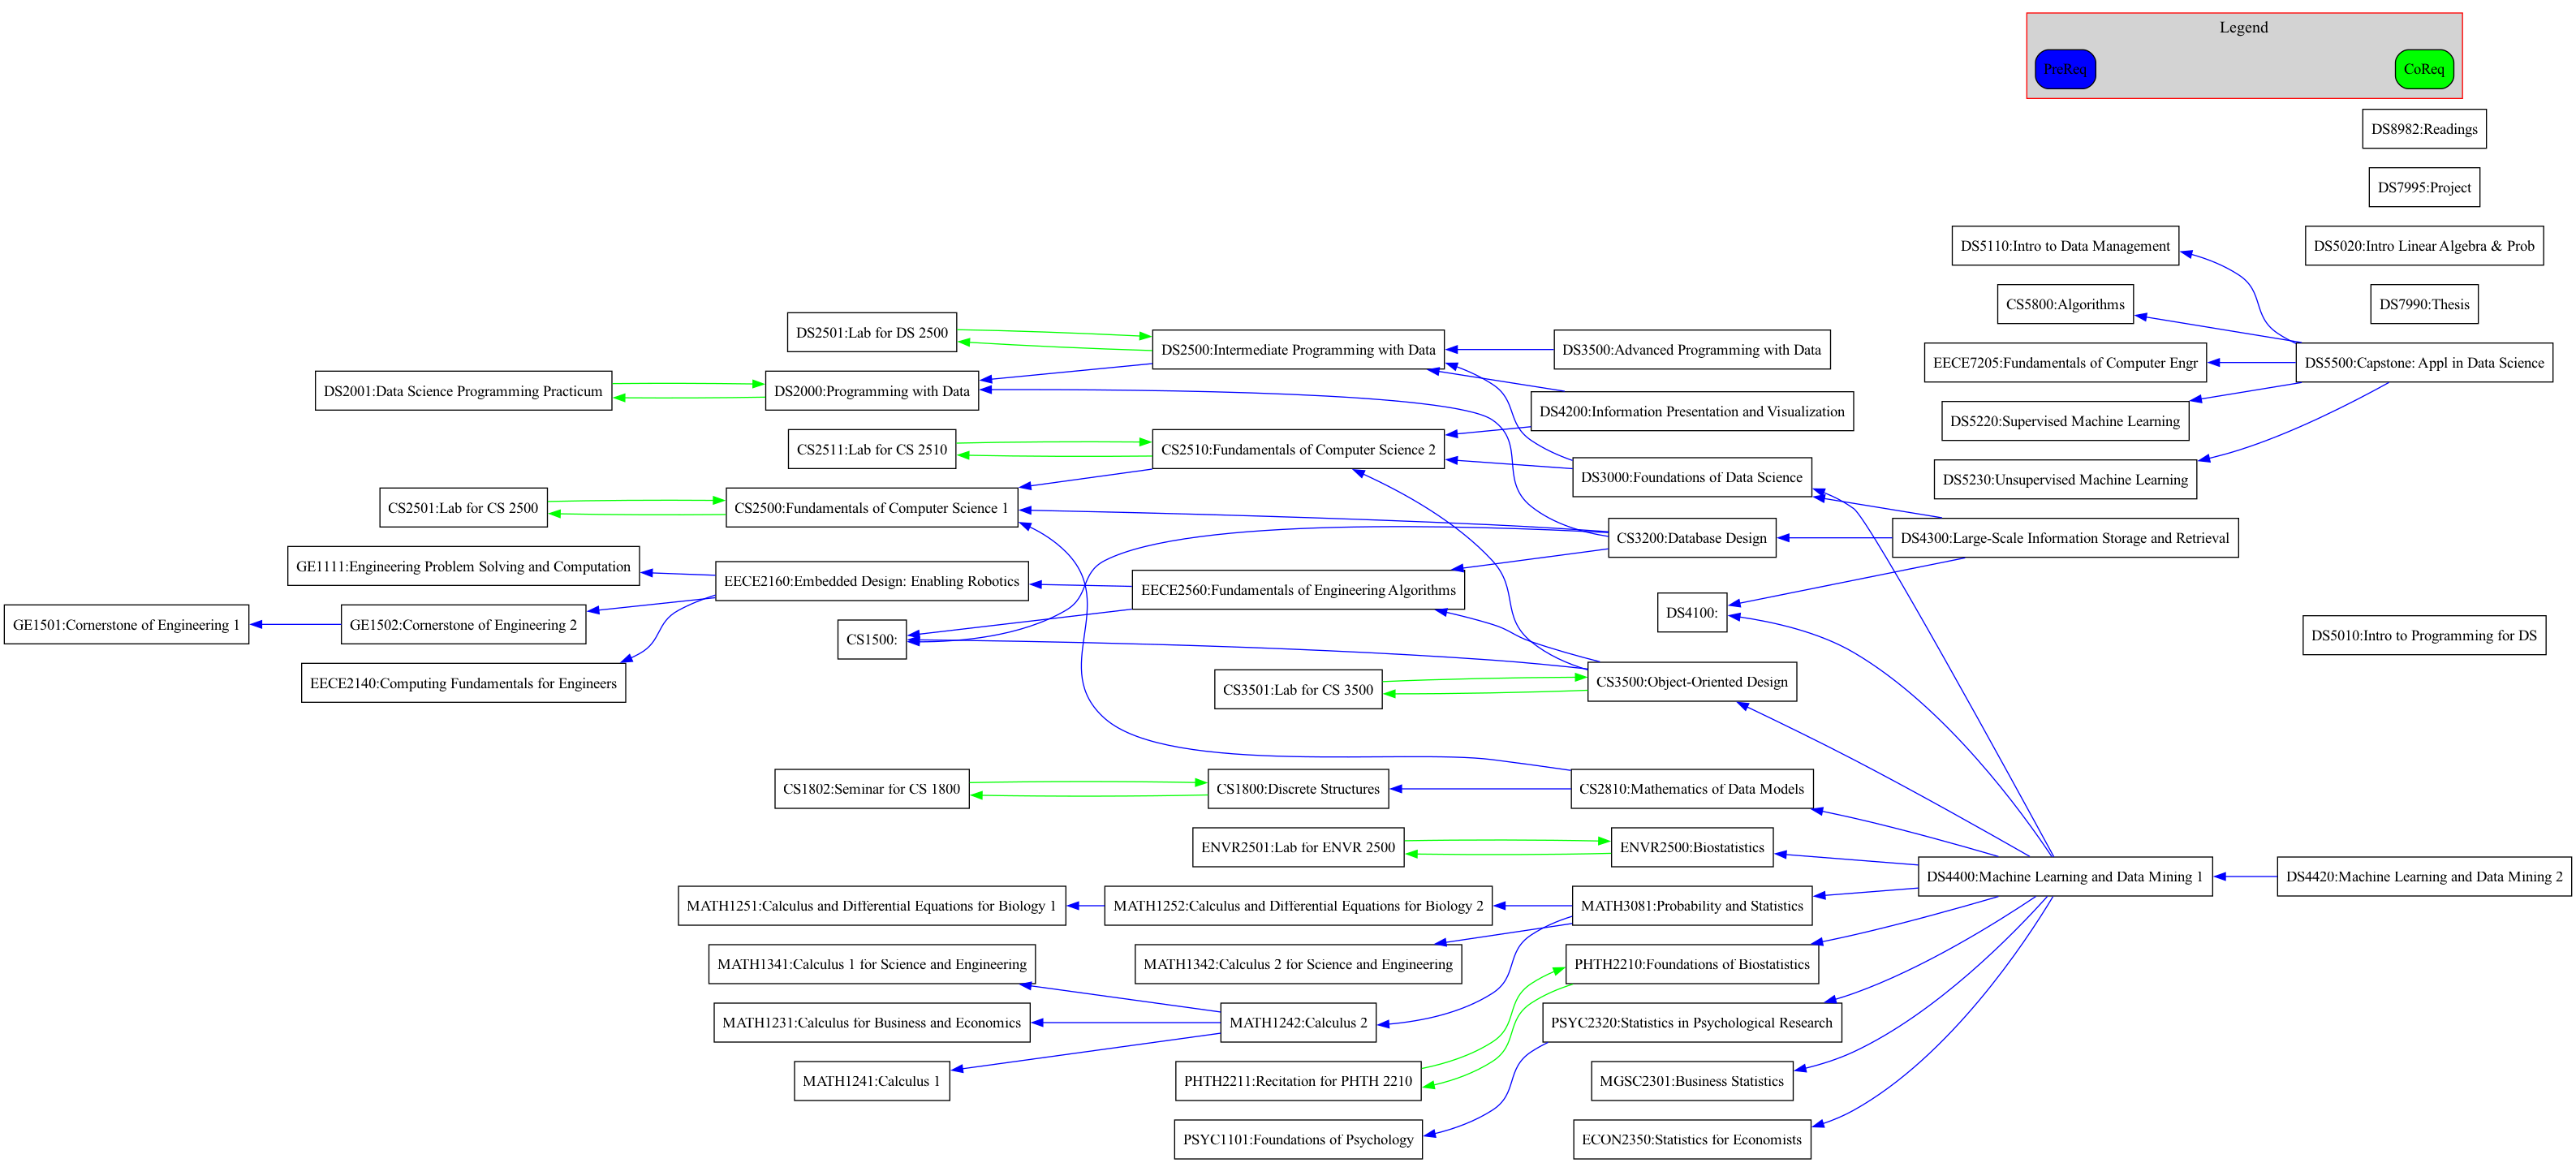 Legend
PreReq
CoReq
DS8982:Readings
DS7995:Project
DS5110:Intro to Data Management
DS5020:Intro Linear Algebra & Prob
CS5800:Algorithms
DS7990:Thesis
DS2501:Lab for DS 2500
DS2500:Intermediate Programming with Data
DS3500:Advanced Programming with Data
EECE7205:Fundamentals of Computer Engr
DS5500:Capstone: Appl in Data Science
DS2001:Data Science Programming Practicum
DS2000:Programming with Data
DS4200:Information Presentation and Visualization
DS5220:Supervised Machine Learning
CS2511:Lab for CS 2510
CS2510:Fundamentals of Computer Science 2
DS3000:Foundations of Data Science
DS5230:Unsupervised Machine Learning
CS2501:Lab for CS 2500
CS2500:Fundamentals of Computer Science 1
CS3200:Database Design
DS4300:Large-Scale Information Storage and Retrieval
GE1111:Engineering Problem Solving and Computation
EECE2160:Embedded Design: Enabling Robotics
EECE2560:Fundamentals of Engineering Algorithms
DS4100:
GE1501:Cornerstone of Engineering 1
GE1502:Cornerstone of Engineering 2
CS1500:
DS5010:Intro to Programming for DS
EECE2140:Computing Fundamentals for Engineers
CS3501:Lab for CS 3500
CS3500:Object-Oriented Design
CS1802:Seminar for CS 1800
CS1800:Discrete Structures
CS2810:Mathematics of Data Models
ENVR2501:Lab for ENVR 2500
ENVR2500:Biostatistics
DS4400:Machine Learning and Data Mining 1
DS4420:Machine Learning and Data Mining 2
MATH1251:Calculus and Differential Equations for Biology 1
MATH1252:Calculus and Differential Equations for Biology 2
MATH3081:Probability and Statistics
MATH1341:Calculus 1 for Science and Engineering
MATH1342:Calculus 2 for Science and Engineering
PHTH2210:Foundations of Biostatistics
MATH1231:Calculus for Business and Economics
MATH1242:Calculus 2
PSYC2320:Statistics in Psychological Research
MATH1241:Calculus 1
PHTH2211:Recitation for PHTH 2210
MGSC2301:Business Statistics
PSYC1101:Foundations of Psychology
ECON2350:Statistics for Economists